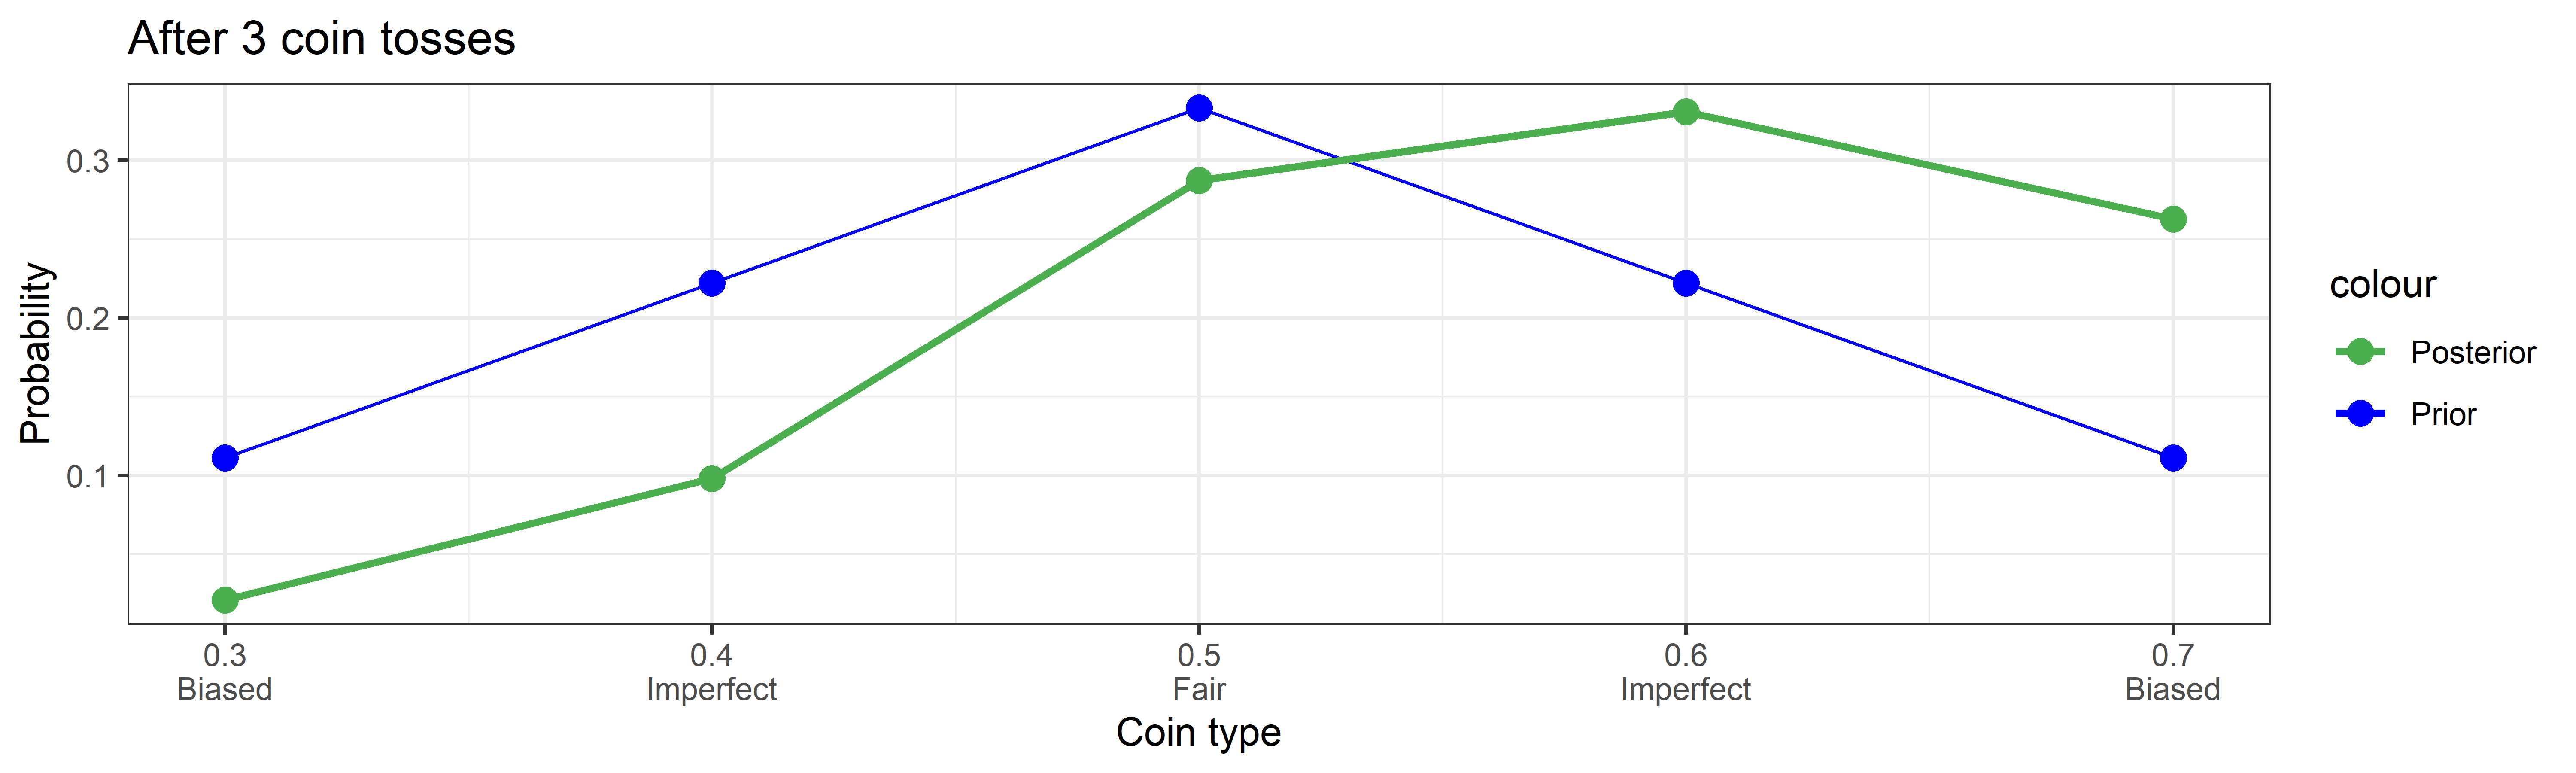 After 3 coin tosses
Probability
0.3
0.2
0.1
0.3 0.4 0.5 0.6 0.7
Biased Imperfect Fair Imperfect Biased
Coin type
colour
Posterior
Prior